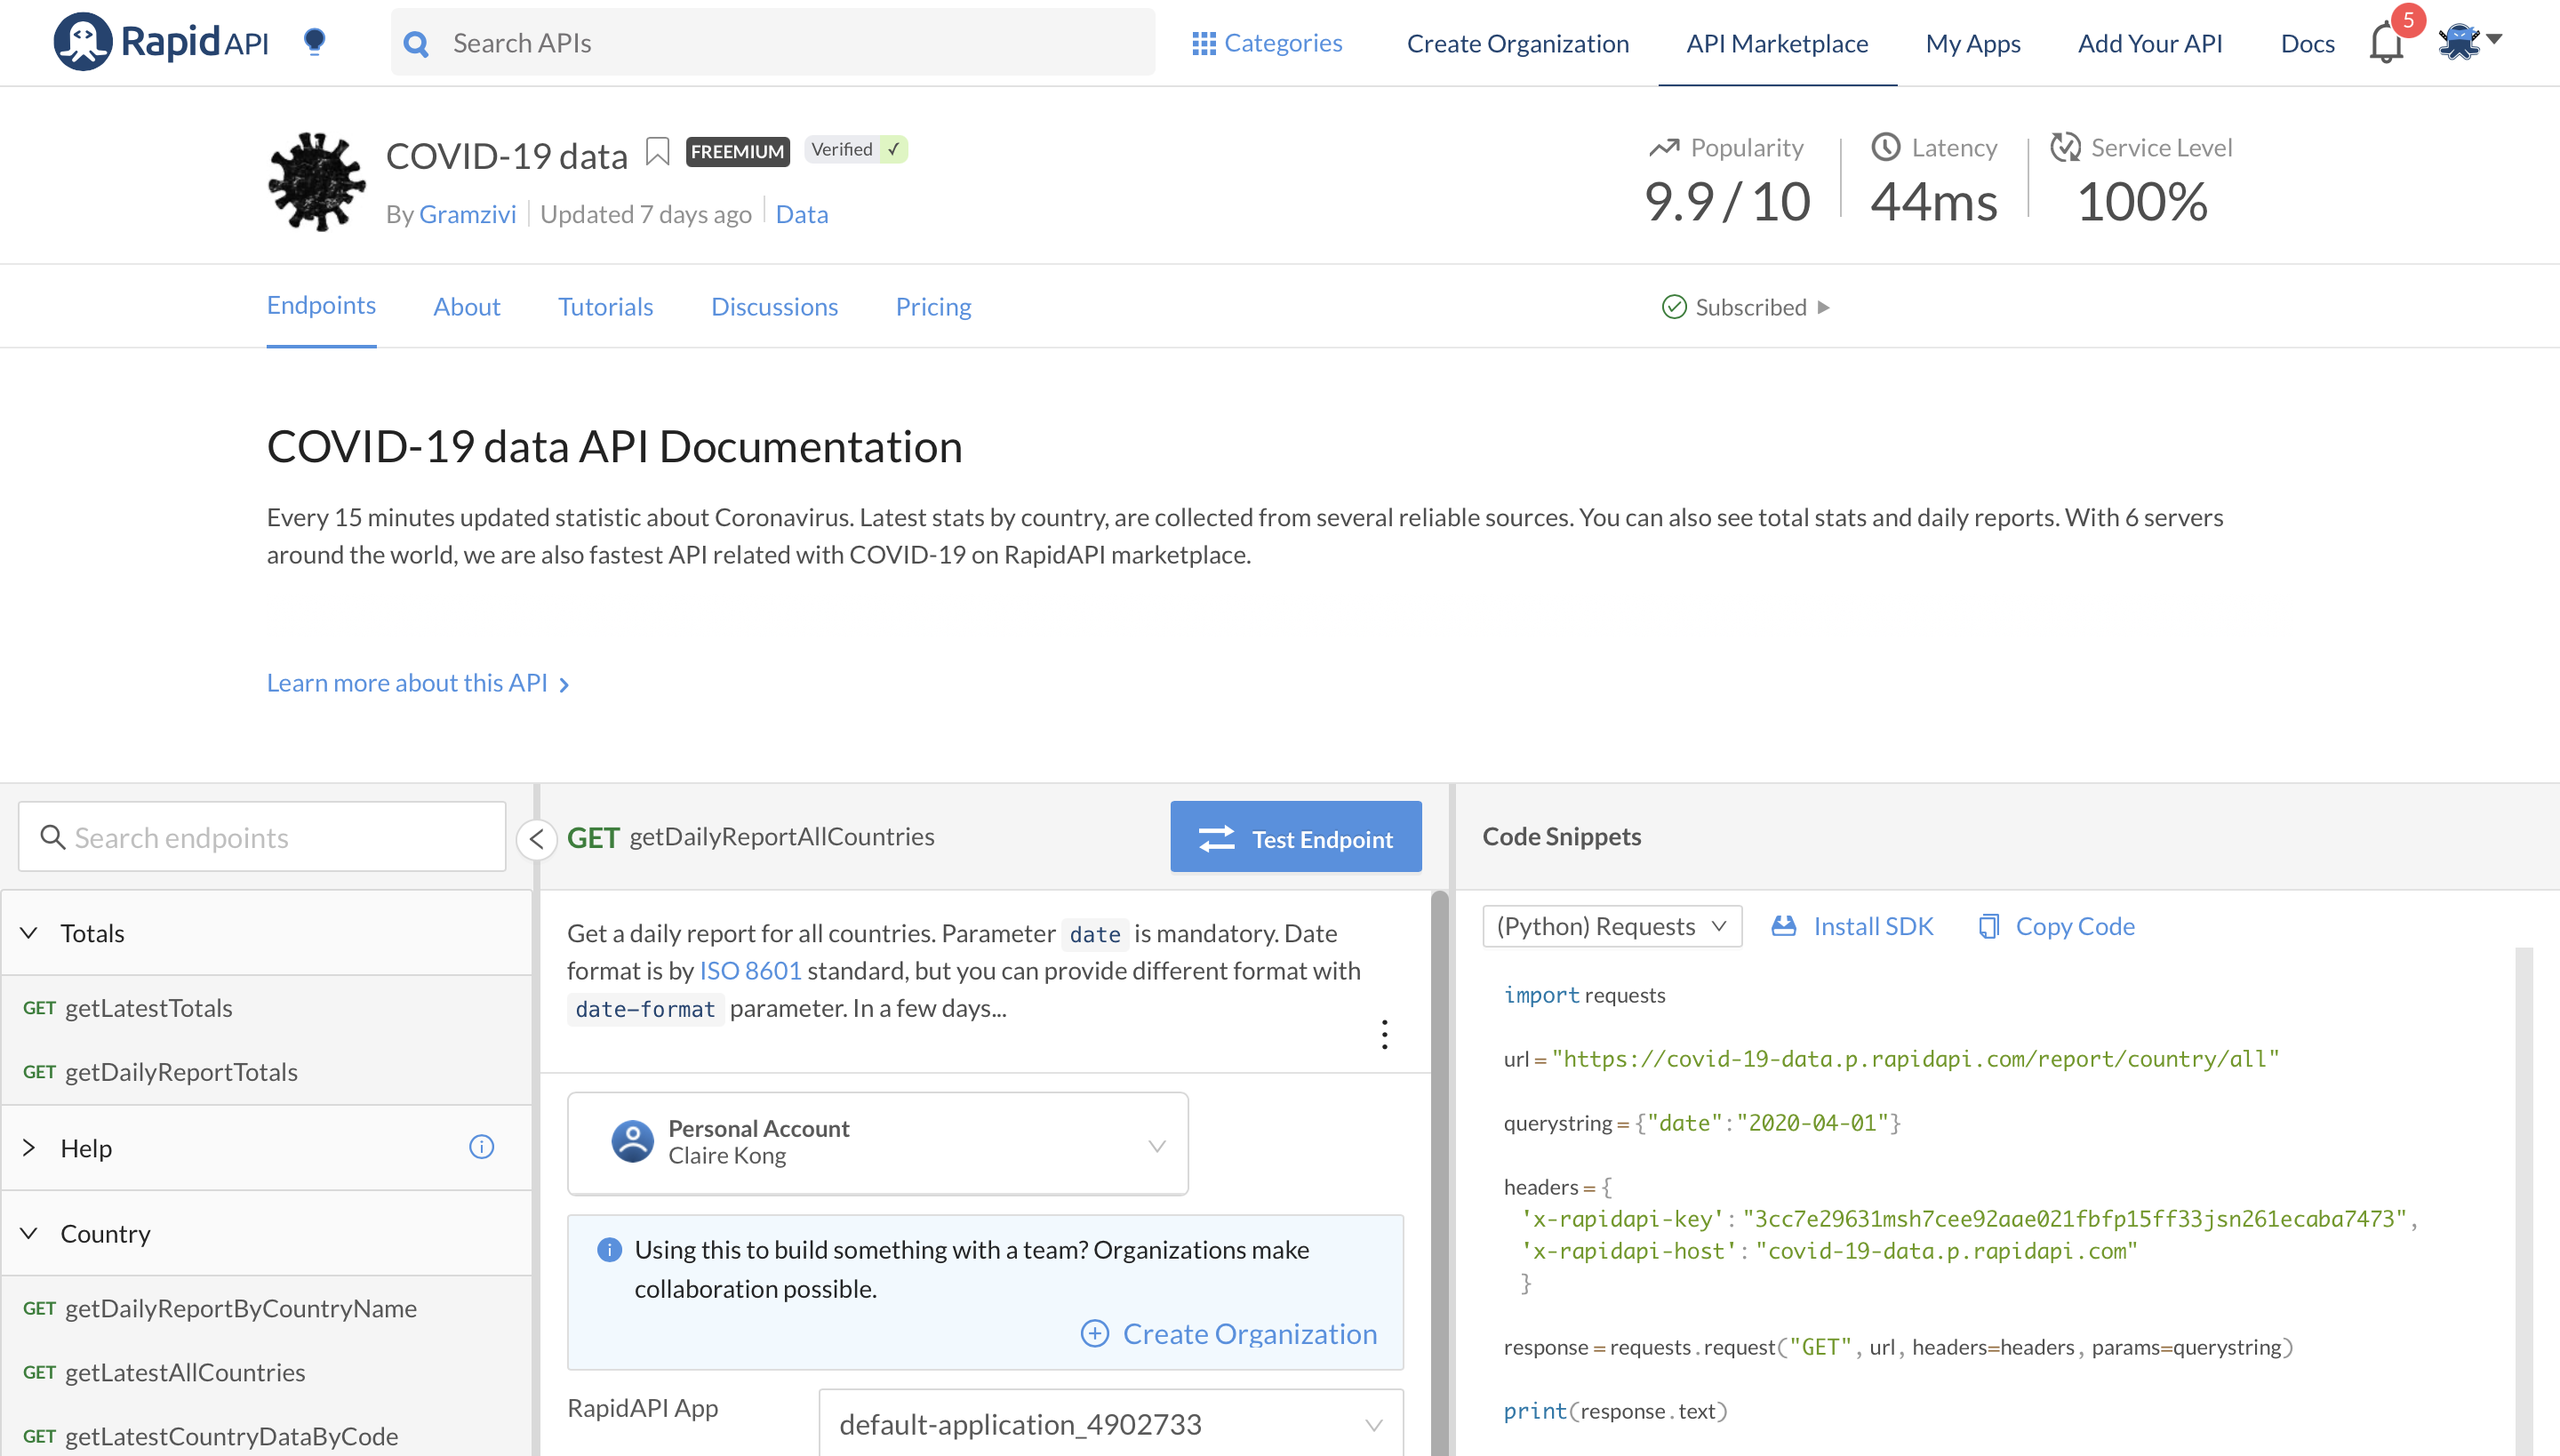 RapidAPI
Search APIs
Categories
Create Organization
API Marketplace
My Apps
Add Your API
Docs
5
COVID-19 data
FREEMIUM
Verified ✓
By Gramzivi
Updated 7 days ago
Data
Popularity
9.9 / 10
Latency
44ms
Service Level
100%
Endpoints
About
Tutorials
Discussions
Pricing
Subscribed
COVID-19 data API Documentation
Every 15 minutes updated statistic about Coronavirus. Latest stats by country, are collected from several reliable sources. You can also see total stats and daily reports. With 6 servers
around the world, we are also fastest API related with COVID-19 on RapidAPI marketplace.
Learn more about this API
Search endpoints
Totals
GET getLatestTotals
GET getDailyReportTotals
Help
Country
GET getDailyReportByCountryName
GET getLatestAllCountries
GET getLatestCountryDataByCode
GET getDailyReportAllCountries
Test Endpoint
Get a daily report for all countries. Parameter date is mandatory. Date
format is by ISO 8601 standard, but you can provide different format with
date-format parameter. In a few days...
Personal Account
Claire Kong
Using this to build something with a team? Organizations make
collaboration possible.
Create Organization
RapidAPI App
default-application_4902733
Code Snippets
(Python) Requests
Install SDK
Copy Code
import requests
url = "https://covid-19-data.p.rapidapi.com/report/country/all"
querystring = {"date":"2020-04-01"}
headers = {
'x-rapidapi-key': "3cc7e29631msh7cee92aae021fbfp15ff33jsn261ecaba7473",
'x-rapidapi-host': "covid-19-data.p.rapidapi.com"
}
response = requests.request("GET", url, headers=headers, params=querystring)
print(response.text)